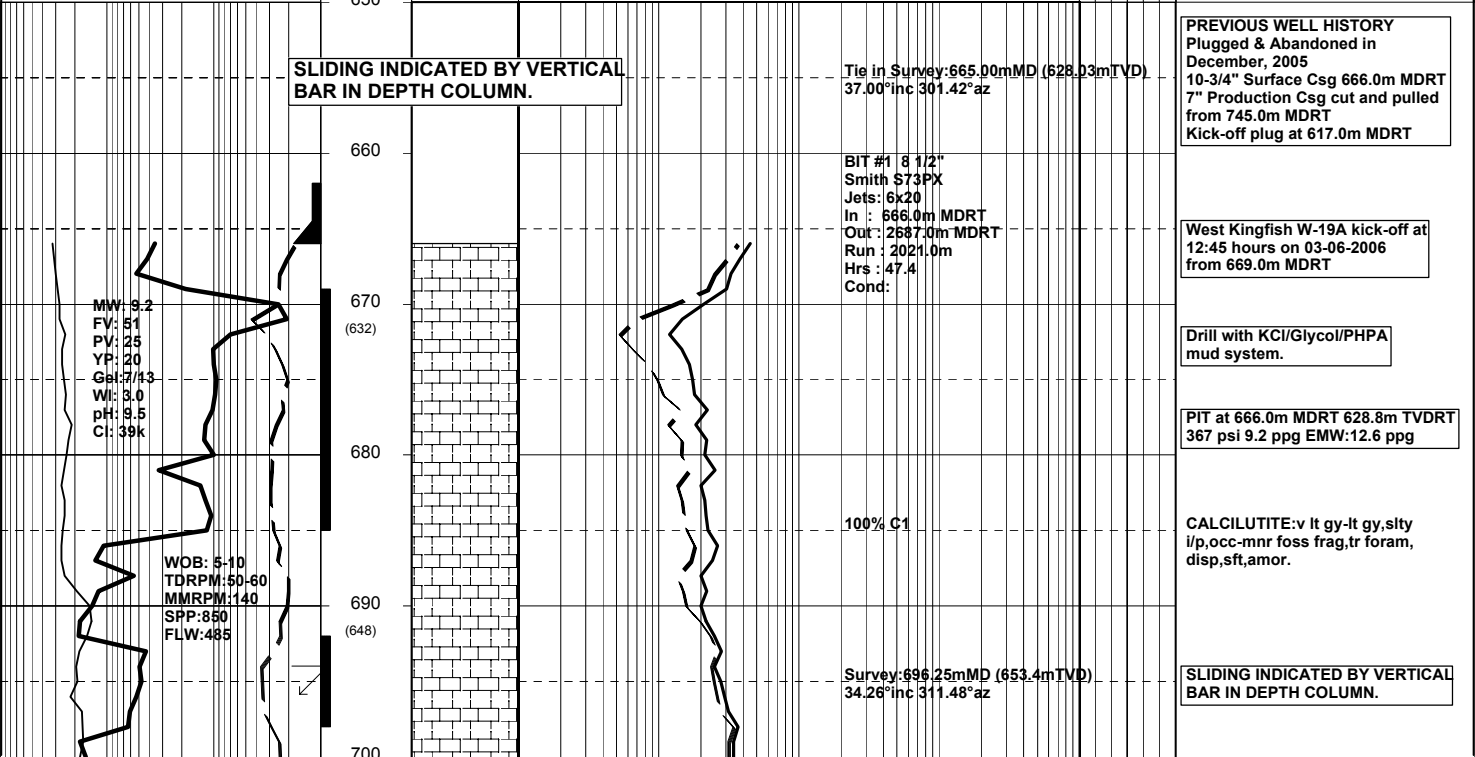 650
SLIDING INDICATED BY VERTICAL
BAR IN DEPTH COLUMN.
Tie in Survey:665.00mMD (628.03mTVD)
37.00°inc 301.42°az
PREVIOUS WELL HISTORY
Plugged & Abandoned in
December, 2005
10-3/4" Surface Csg 666.0m MDRT
7" Production Csg cut and pulled
from 745.0m MDRT
Kick-off plug at 617.0m MDRT
660
BIT #1 8 1/2"
Smith S73PX
Jets: 6x20
In : 666.0m MDRT
Out : 2687.0m MDRT
Run : 2021.0m
Hrs : 47.4
Cond:
West Kingfish W-19A kick-off at
12:45 hours on 03-06-2006
from 669.0m MDRT
MW: 9.2
FV: 51
PV: 25
YP: 20
Gel:7/13
Wl: 3.0
pH: 9.5
Cl: 39k
670
(632)
Drill with KCl/Glycol/PHPA
mud system.
PIT at 666.0m MDRT 628.8m TVDRT
367 psi 9.2 ppg EMW:12.6 ppg
680
100% C1
CALCILUTITE:v lt gy-lt gy,slty
i/p,occ-mnr foss frag,tr foram,
disp,sft,amor.
WOB: 5-10
TDRPM:50-60
MMRPM:140
SPP:850
FLW:485
690
(648)
Survey:696.25mMD (653.4mTVD)
34.26°inc 311.48°az
SLIDING INDICATED BY VERTICAL
BAR IN DEPTH COLUMN.
700